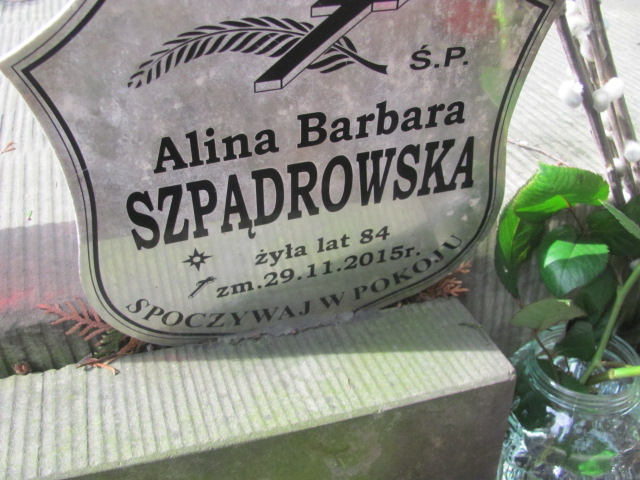 Ś.P.
Alina Barbara
SZPĄDROWSKA
żyła lat 84
zm.29.11.2015r.
SPOCZYWAJ W POKOJU